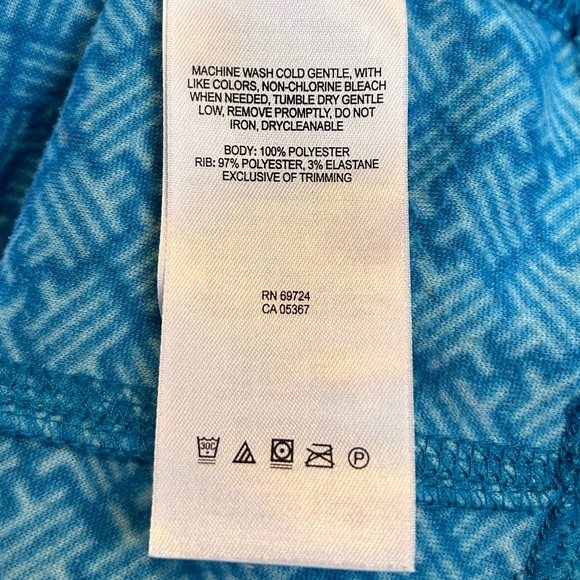 MACHINE WASH COLD GENTLE, WITH
LIKE COLORS, NON-CHLORINE BLEACH
WHEN NEEDED, TUMBLE DRY GENTLE
LOW, REMOVE PROMPTLY, DO NOT
IRON, DRYCLEANABLE
BODY: 100% POLYESTER
RIB: 97% POLYESTER, 3% ELASTANE
EXCLUSIVE OF TRIMMING
RN 69724
CA 05367
30C P